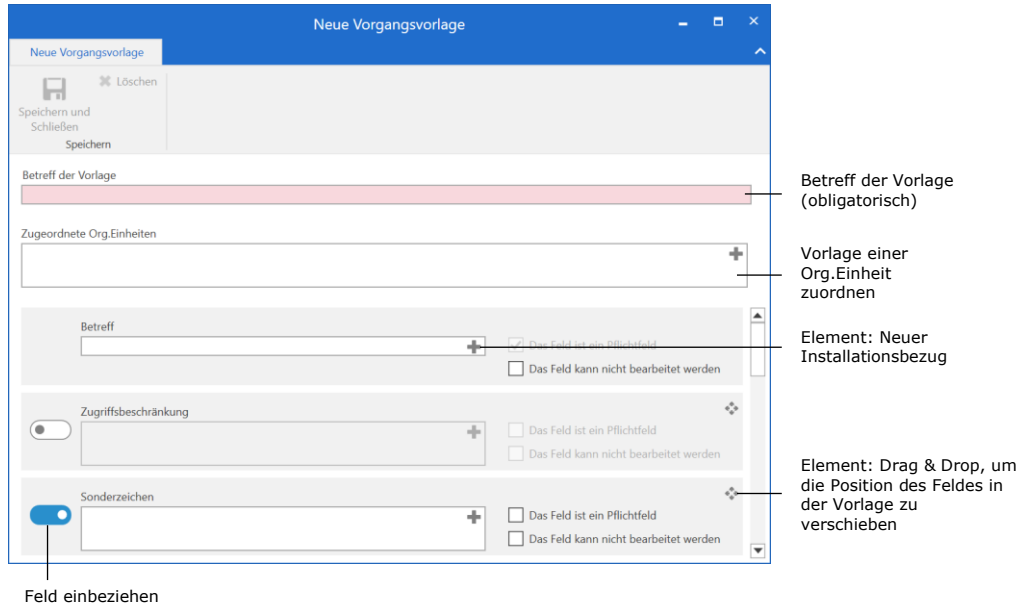 Neue Vorgangsvorlage
Neue Vorgangsvorlage
Löschen
Speichern und
Schließen
Speichern
Betreff der Vorlage
Betreff der Vorlage
(obligatorisch)
Zugeordnete Org.Einheiten
Vorlage einer
Org.Einheit
zuordnen
Betreff
Das Feld ist ein Pflichtfeld
Das Feld kann nicht bearbeitet werden
Element: Neuer
Installationsbezug
Zugriffsbeschränkung
Das Feld ist ein Pflichtfeld
Das Feld kann nicht bearbeitet werden
Element: Drag & Drop, um
die Position des Feldes in
der Vorlage zu
verschieben
Sonderzeichen
Das Feld ist ein Pflichtfeld
Das Feld kann nicht bearbeitet werden
Feld einbeziehen